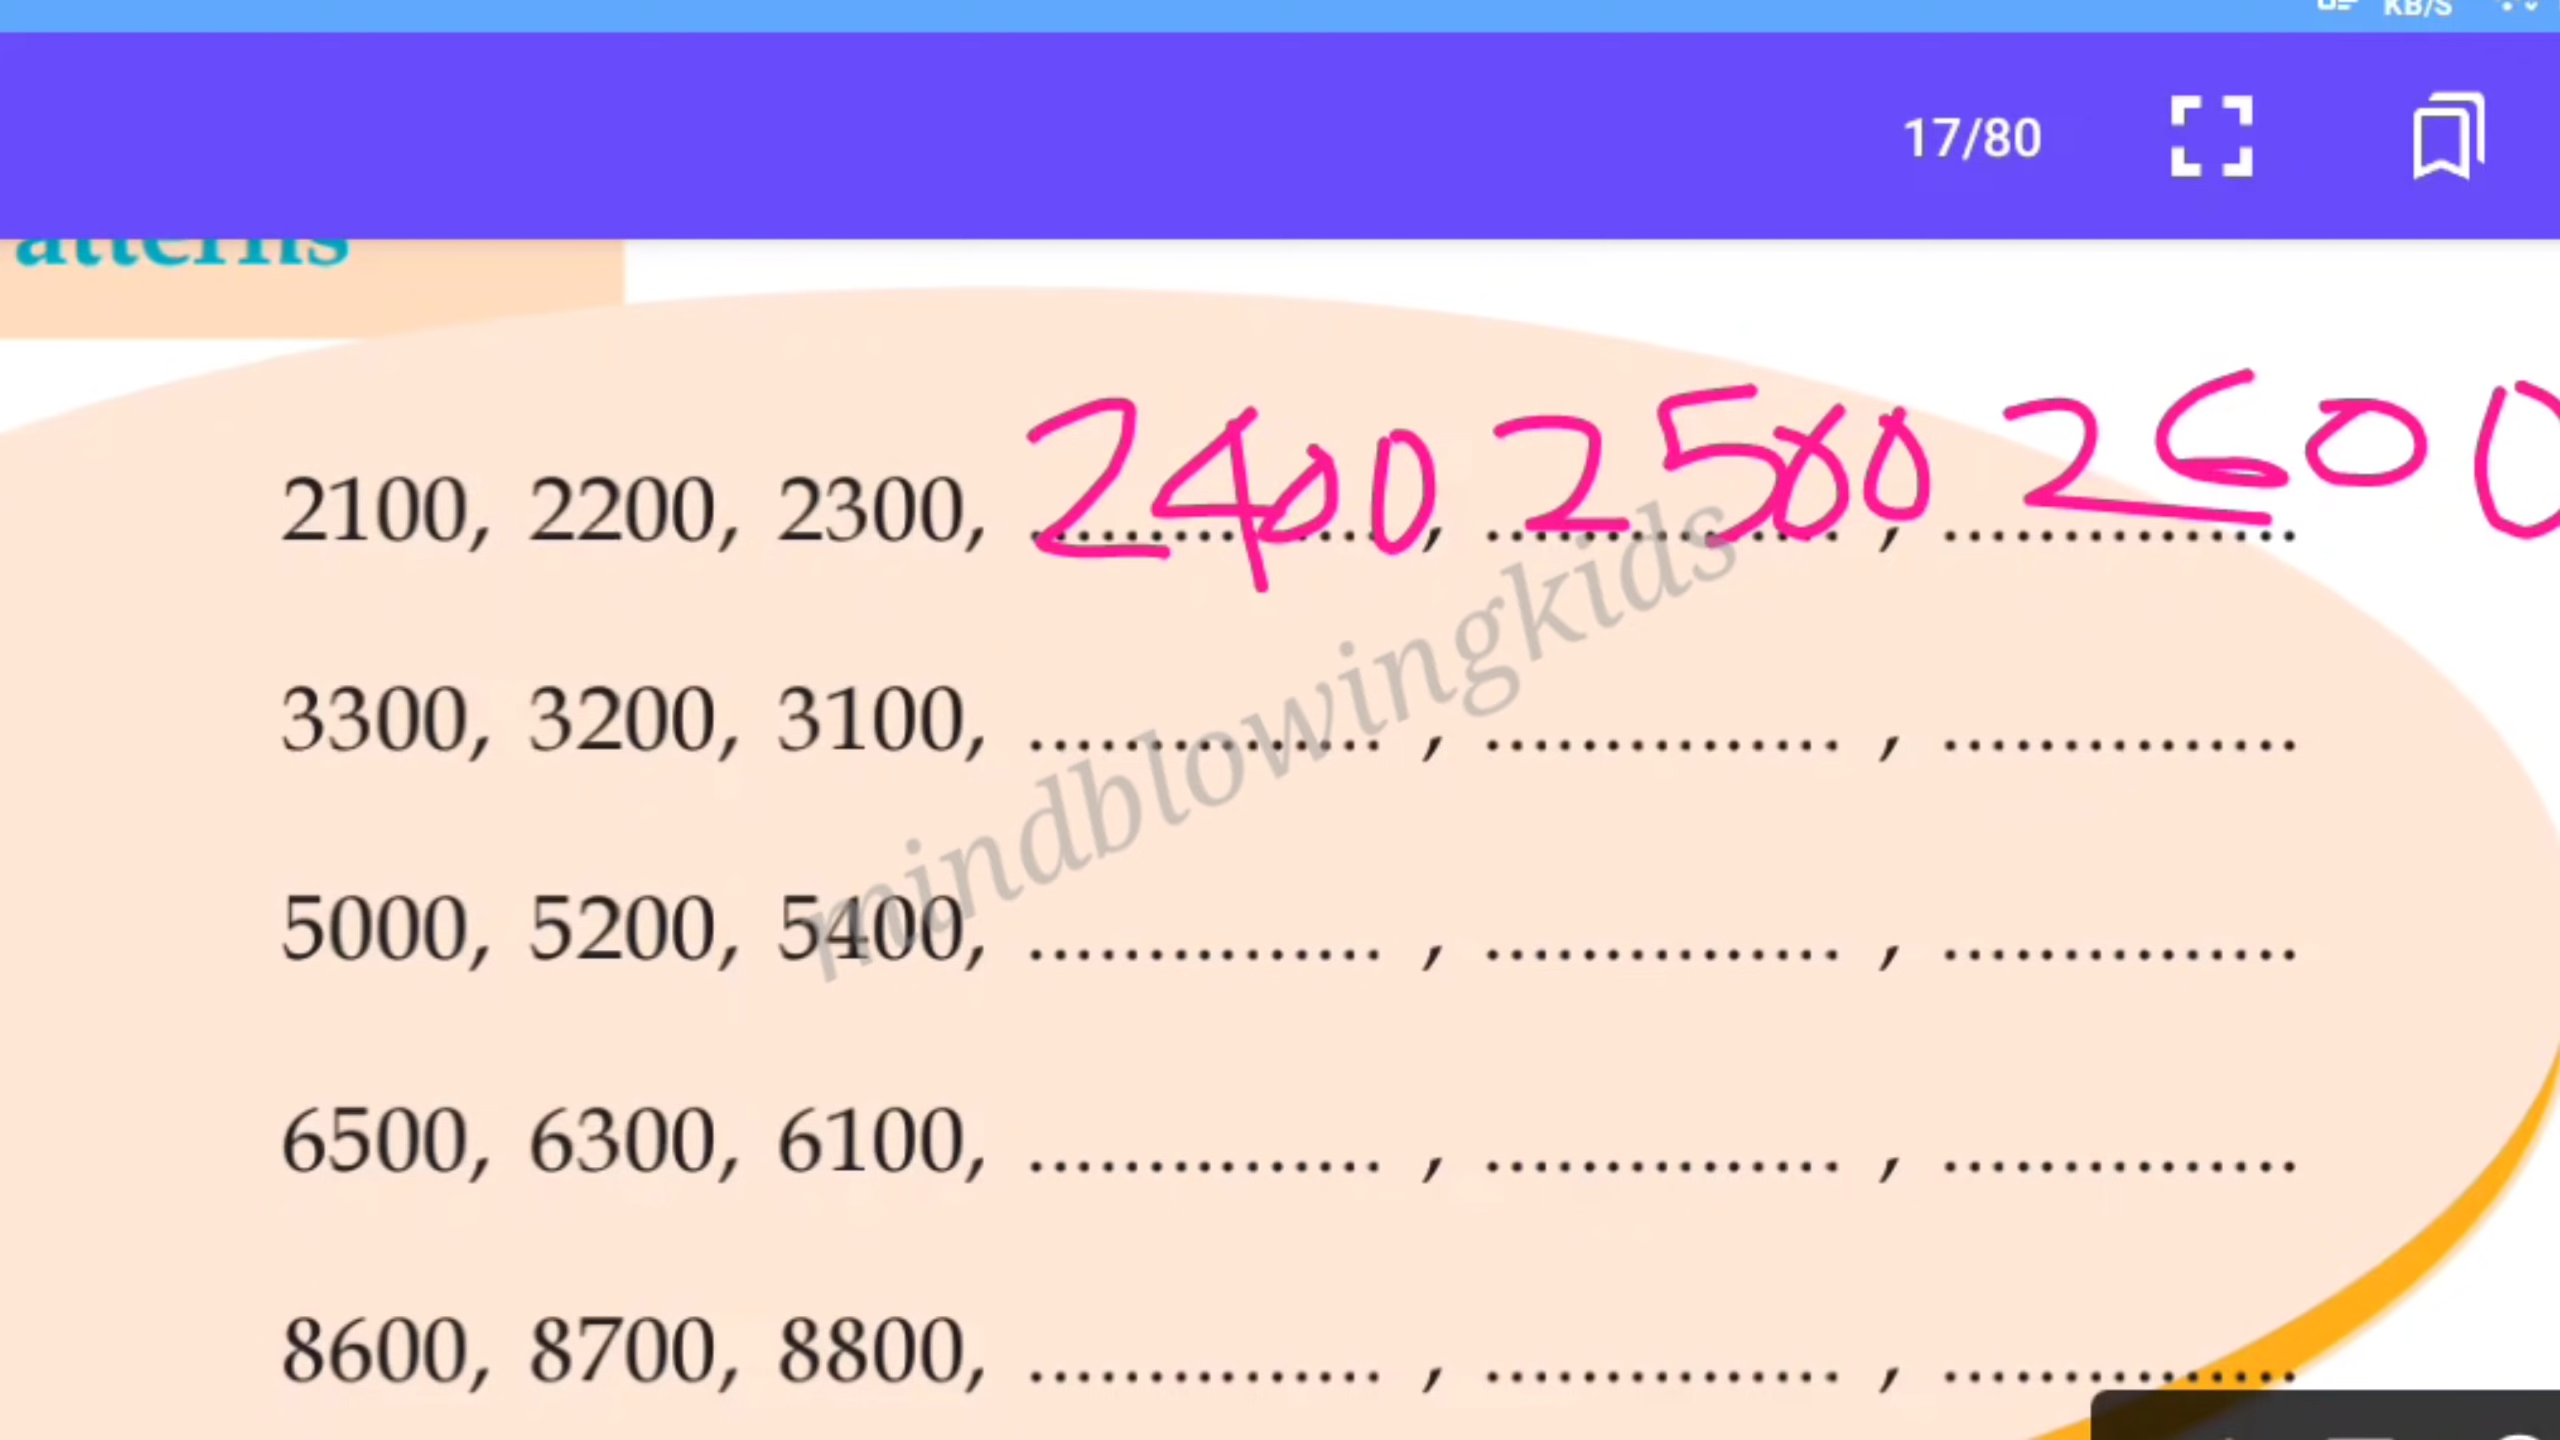 KB/S
17/80
atterns
2100, 2200, 2300, 2400, 2500, 2600
3300, 3200, 3100, ............... , ............... , ...............
5000, 5200, 5400, ............... , ............... , ...............
6500, 6300, 6100, ............... , ............... , ...............
8600, 8700, 8800, ............... , ............... , ...............
mindblowingkids